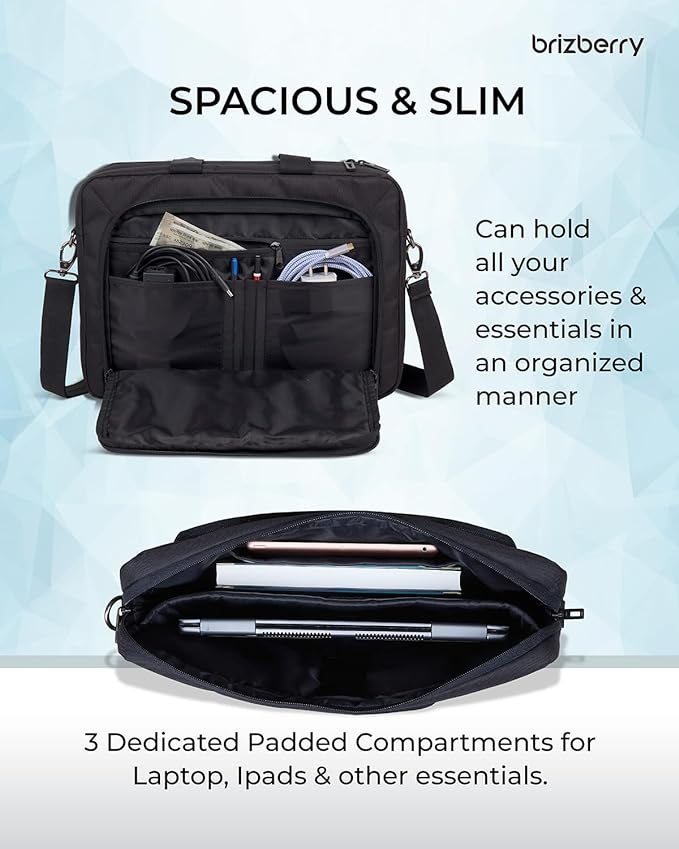 brizberry
SPACIOUS & SLIM
Can hold
all your
accessories &
essentials in
an organized
manner
3 Dedicated Padded Compartments for
Laptop, Ipads & other essentials.